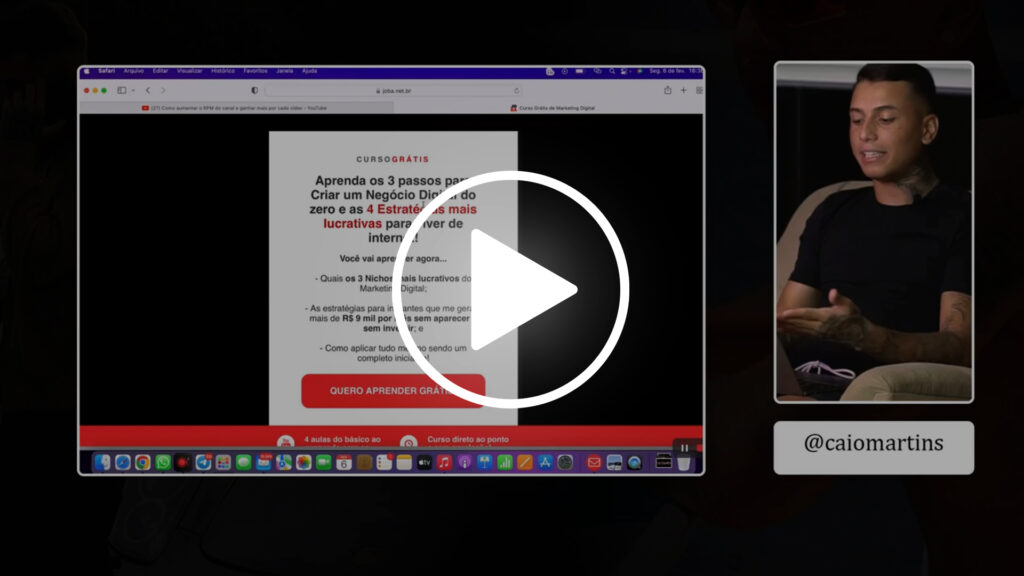 Safari Arquivo Editar Visualizar Histórico Favoritos Janela Ajuda
Seg. 6 de fev.
joba.net.br
(27) Como aumentar o RPM do canal e ganhar mais por cada vídeo - YouTube
Curso Grátis de Marketing Digital
CURSOGRÁTIS
Aprenda os 3 passos para
Criar um Negócio Digital do
zero e as 4 Estratégias mais
lucrativas para viver de
internet!
Você vai aprender agora...
- Quais os 3 Nichos mais lucrativos do
Marketing Digital;
- As estratégias para iniciantes que me
mais de R$ 9 mil por mês sem aparecer
sem investir; e
- Como aplicar tudo mesmo sendo um
completo iniciante!
QUERO APRENDER GRÁTIS
4 aulas do básico ao
Curso direto ao ponto
6
@caiomartins